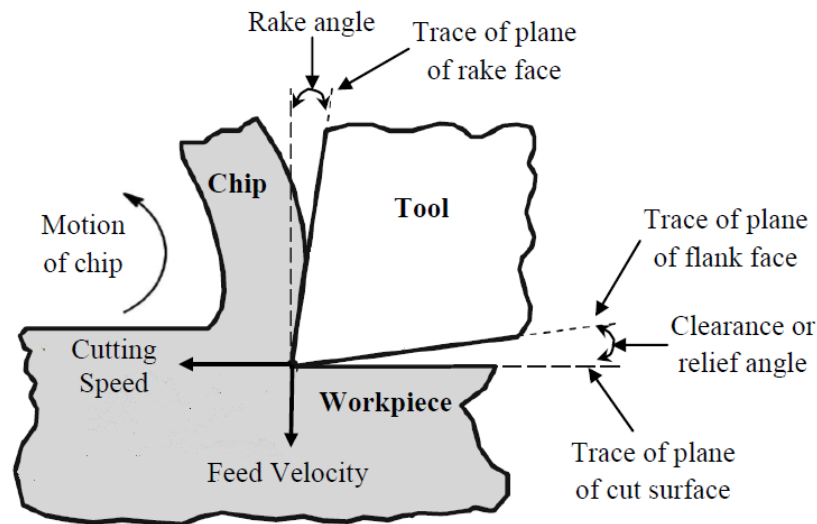 Rake angle
Trace of plane
of rake face
Chip
Tool
Motion
of chip
Trace of plane
of flank face
Clearance or
relief angle
Cutting
Speed
Workpiece
Feed Velocity
Trace of plane
of cut surface